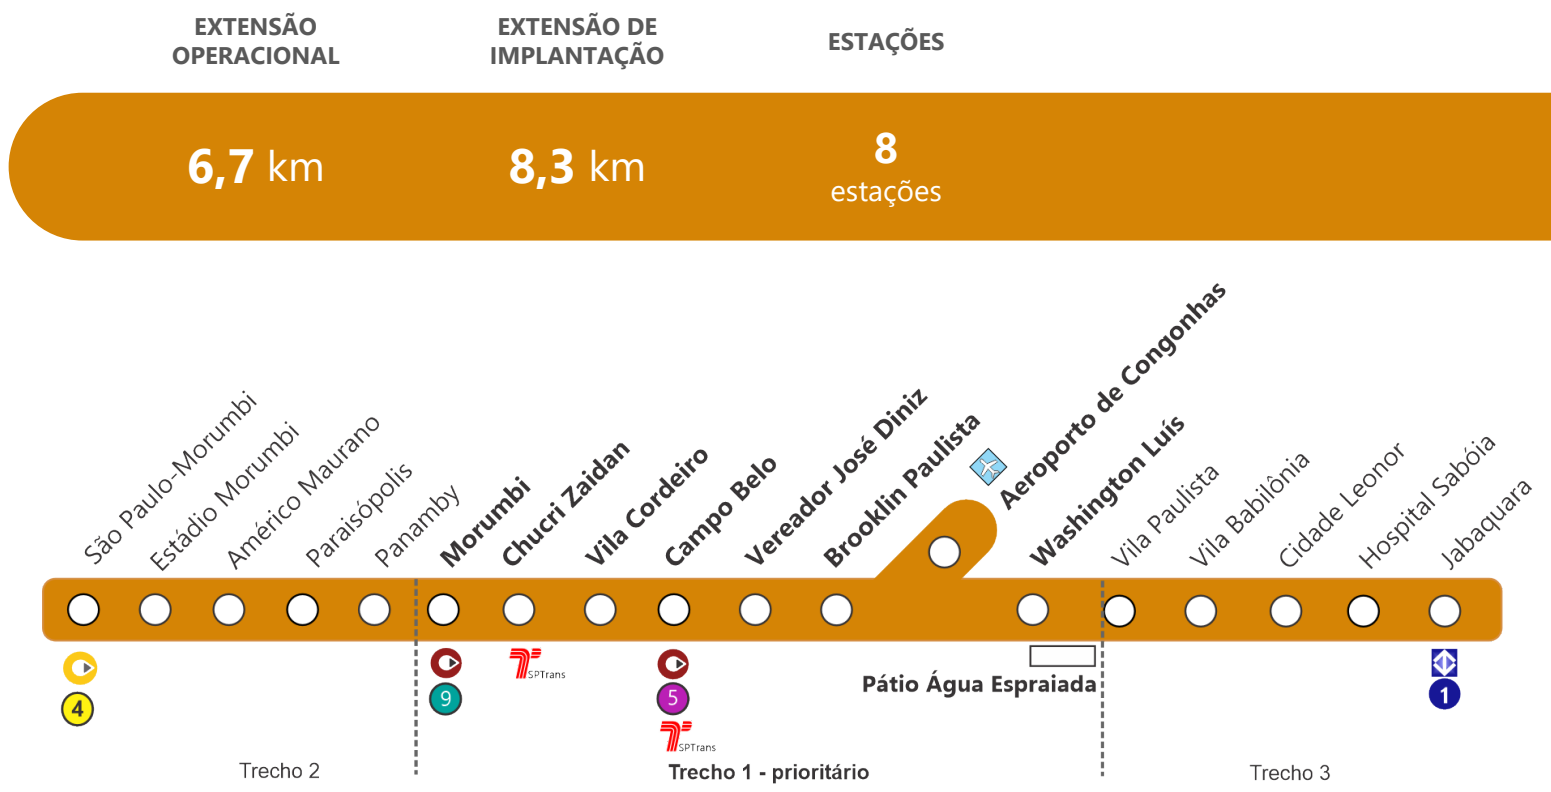 EXTENSÃO
OPERACIONAL
EXTENSÃO DE
IMPLANTAÇÃO
ESTAÇÕES
6,7 km
8,3 km
8
estações
São Paulo-Morumbi
Estádio Morumbi
Américo Maurano
Paraisópolis
Panamby
Morumbi
Chucri Zaidan
Vila Cordeiro
Campo Belo
Vereador José Diniz
Brooklin Paulista
Aeroporto de Congonhas
Washington Luís
Vila Paulista
Vila Babilônia
Cidade Leonor
Hospital Sabóia
Jabaquara
4
9
SPTrans
5
SPTrans
Pátio Água Espraiada
1
Trecho 2
Trecho 1 - prioritário
Trecho 3